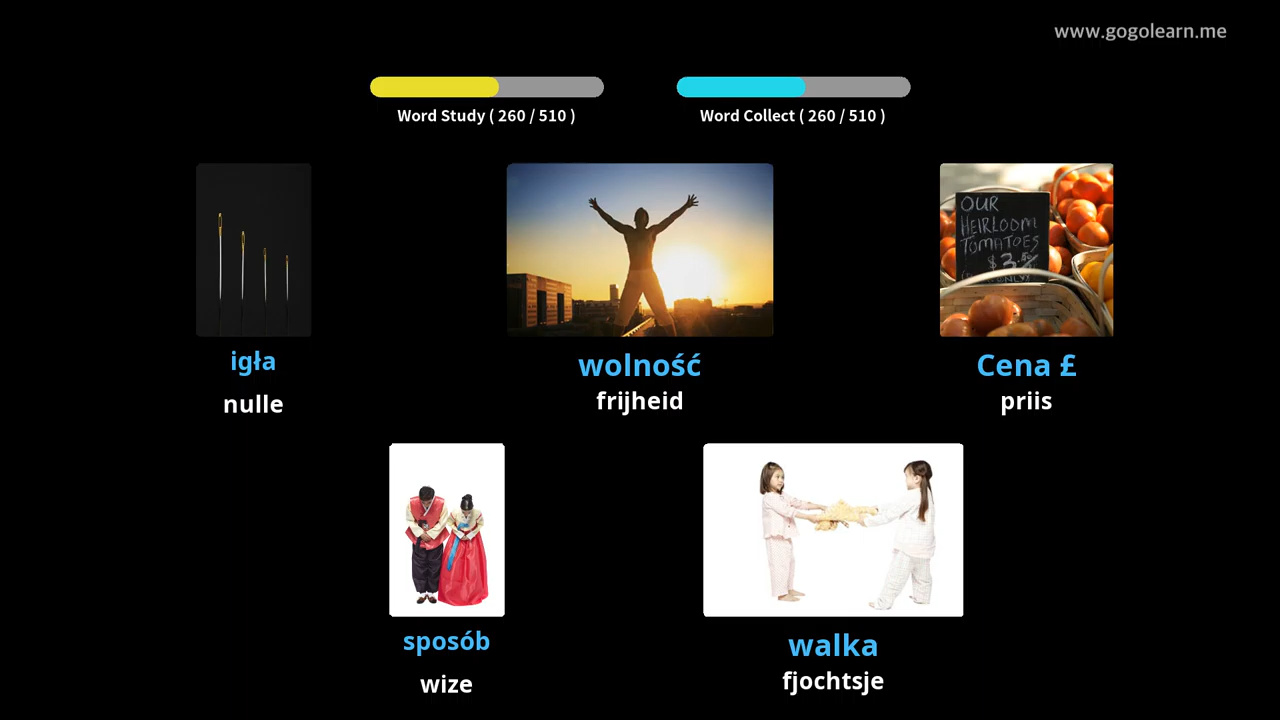 www.gogolearn.me
Word Study ( 260 / 510 )
Word Collect ( 260 / 510 )
OUR
HEIRLOOM
TOMATOES
igła
wolność
Cena £
nulle
frijheid
priis
sposób
walka
wize
fjochtsje